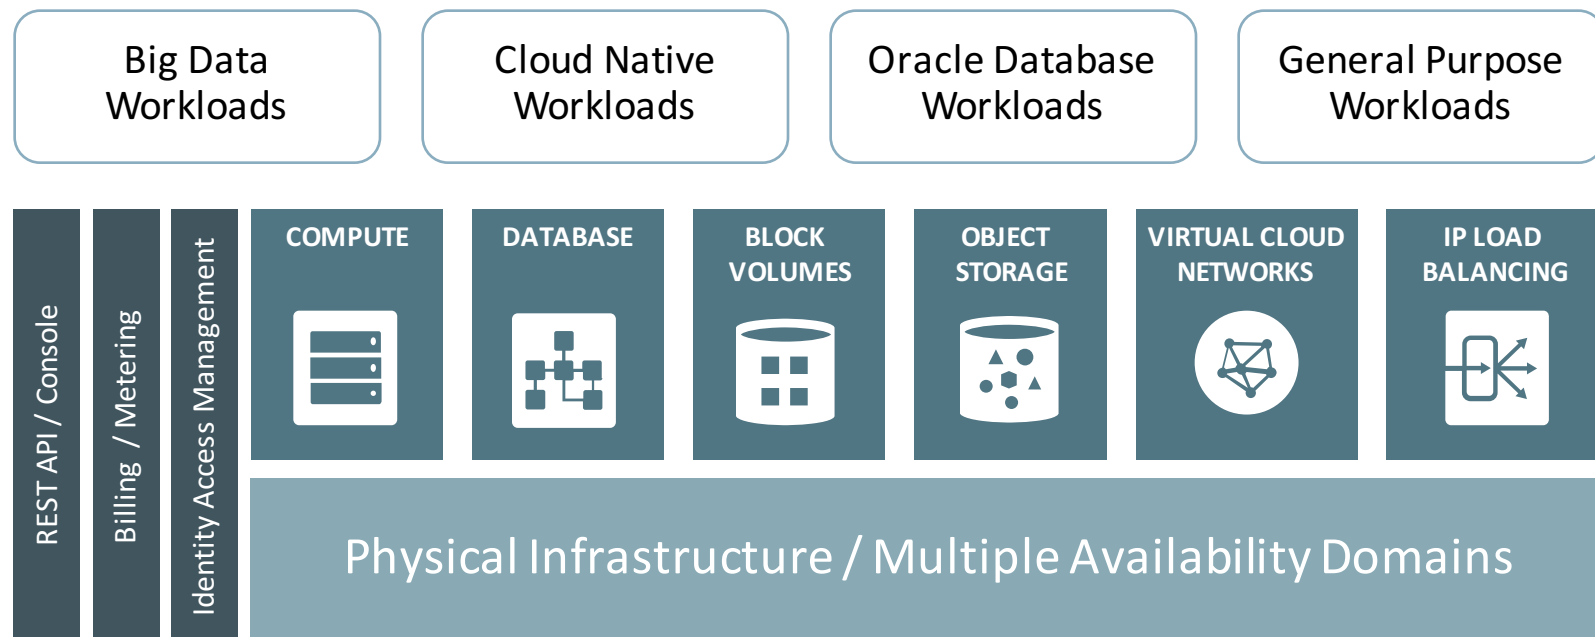 Big Data
Workloads
Cloud Native
Workloads
Oracle Database
Workloads
General Purpose
Workloads
REST API / Console
Billing / Metering
Identity Access Management
COMPUTE
DATABASE
BLOCK
VOLUMES
OBJECT
STORAGE
VIRTUAL CLOUD
NETWORKS
IP LOAD
BALANCING
Physical Infrastructure / Multiple Availability Domains